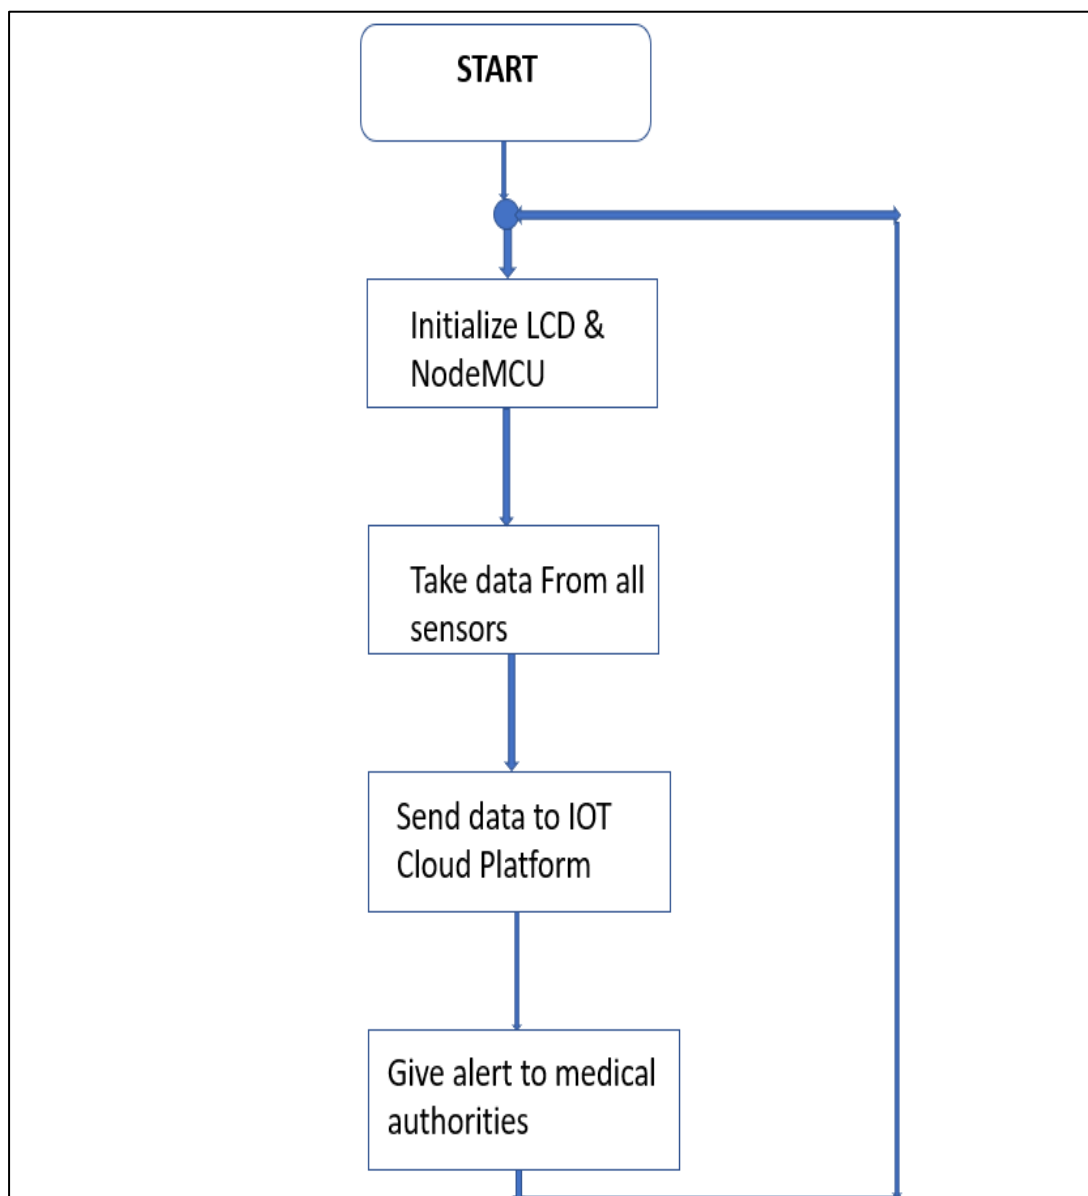 START
Initialize LCD &
NodeMCU
Take data From all
sensors
Send data to IOT
Cloud Platform
Give alert to medical
authorities